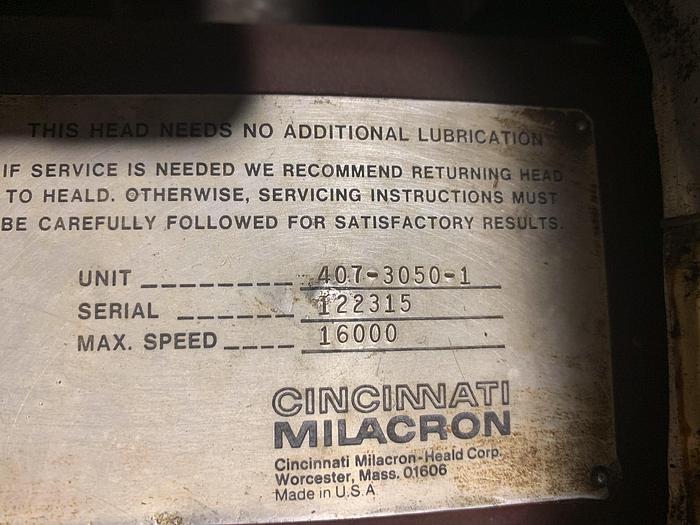 THIS HEAD NEEDS NO ADDITIONAL LUBRICATION
IF SERVICE IS NEEDED WE RECOMMEND RETURNING HEAD
TO HEALD. OTHERWISE, SERVICING INSTRUCTIONS MUST
BE CAREFULLY FOLLOWED FOR SATISFACTORY RESULTS.
UNIT 407-3050-1
SERIAL 122315
MAX. SPEED 16000
CINCINNATI
MILACRON
Cincinnati Milacron-Heald Corp.
Worcester, Mass. 01606
Made in U.S.A